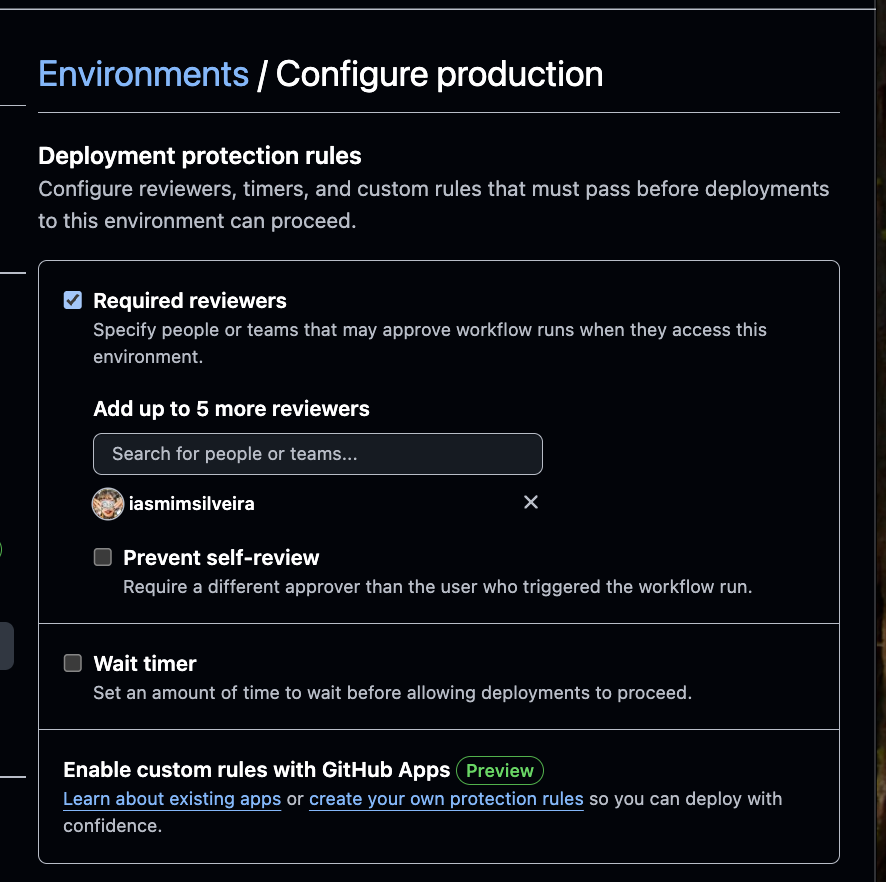 Environments / Configure production
Deployment protection rules
Configure reviewers, timers, and custom rules that must pass before deployments
to this environment can proceed.
Required reviewers
Specify people or teams that may approve workflow runs when they access this
environment.
Add up to 5 more reviewers
Search for people or teams...
iasmimsilveira
Prevent self-review
Require a different approver than the user who triggered the workflow run.
Wait timer
Set an amount of time to wait before allowing deployments to proceed.
Enable custom rules with GitHub Apps Preview
Learn about existing apps or create your own protection rules so you can deploy with
confidence.